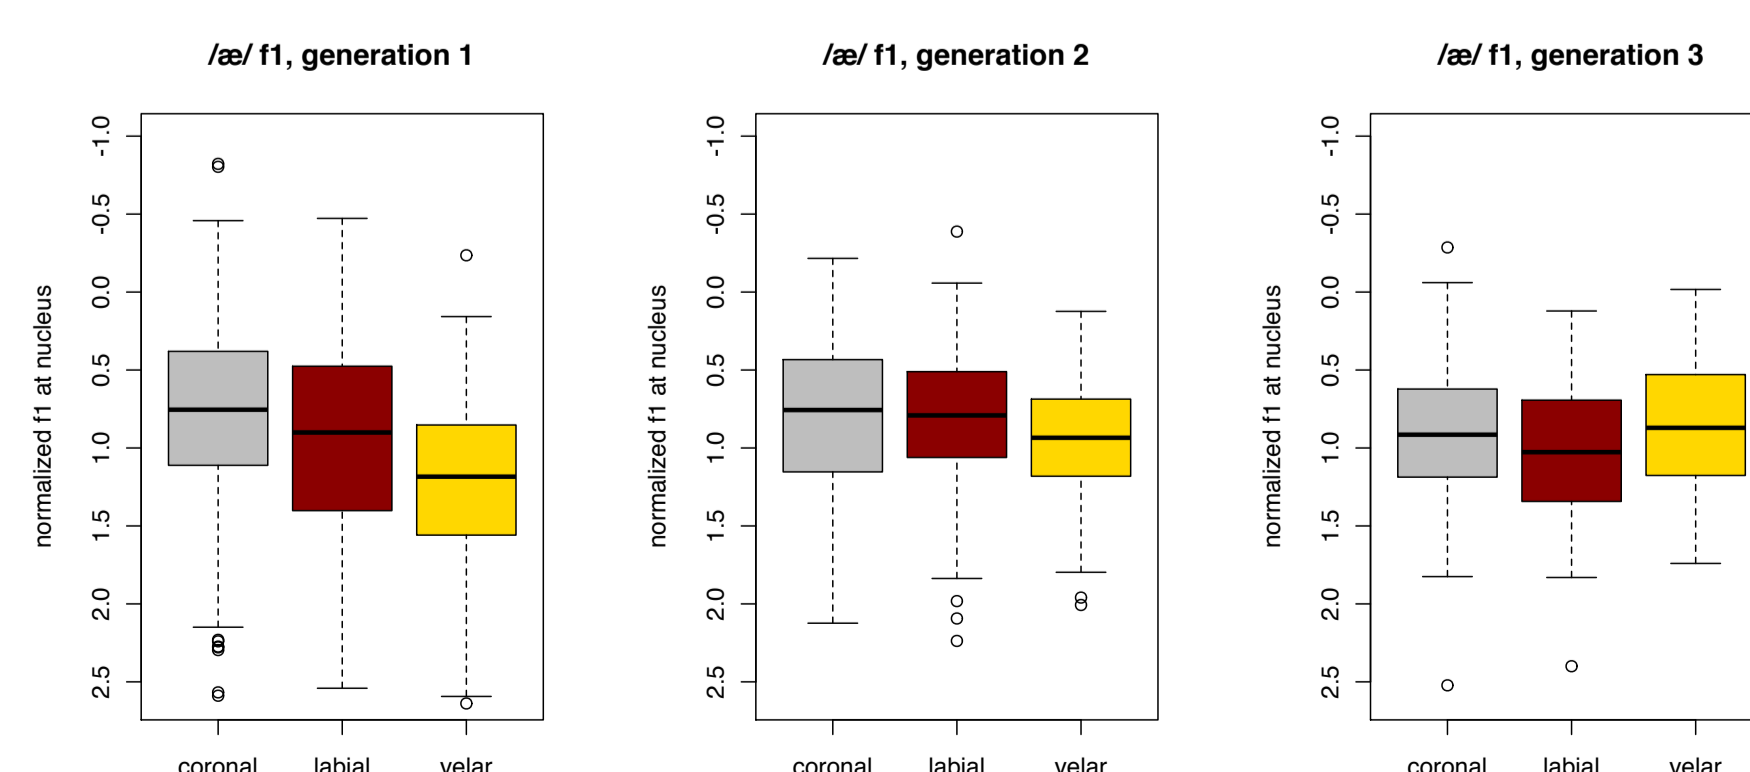 /æ/ f1, generation 1
normalized f1 at nucleus
-1.0
-0.5
0.0
0.5
1.0
1.5
2.0
2.5
coronal labial velar
/æ/ f1, generation 2
normalized f1 at nucleus
-1.0
-0.5
0.0
0.5
1.0
1.5
2.0
2.5
coronal labial velar
/æ/ f1, generation 3
normalized f1 at nucleus
-1.0
-0.5
0.0
0.5
1.0
1.5
2.0
2.5
coronal labial velar